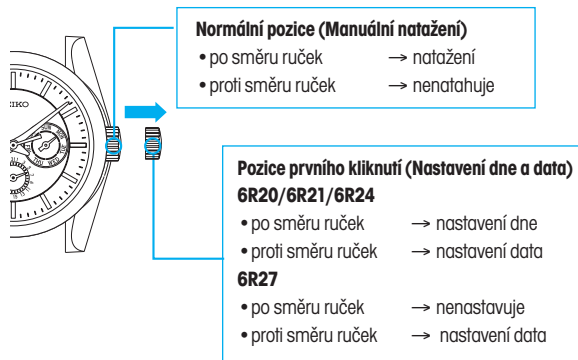 Normální pozice (Manuální natažení)
• po směru ruček → natažení
• proti směru ruček → nenatahuje
Pozice prvního kliknutí (Nastavení dne a data)
6R20/6R21/6R24
• po směru ruček → nastavení dne
• proti směru ruček → nastavení data
6R27
• po směru ruček → nenastavuje
• proti směru ruček → nastavení data